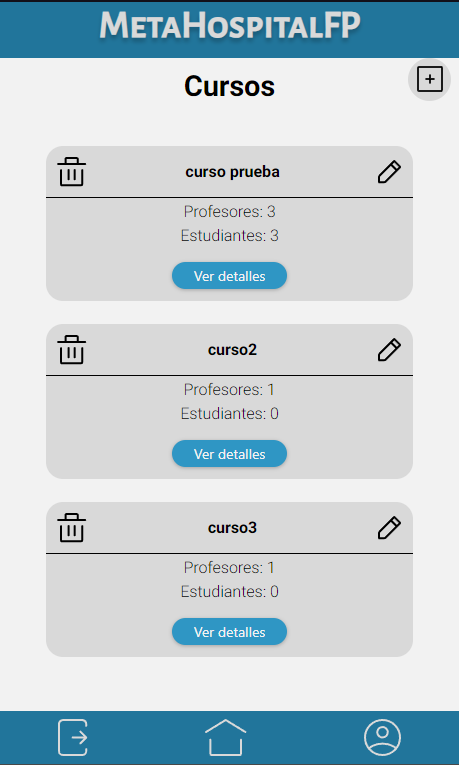 MetaHospitalFP
Cursos
curso prueba
Profesores: 3
Estudiantes: 3
Ver detalles
curso2
Profesores: 1
Estudiantes: 0
Ver detalles
curso3
Profesores: 1
Estudiantes: 0
Ver detalles